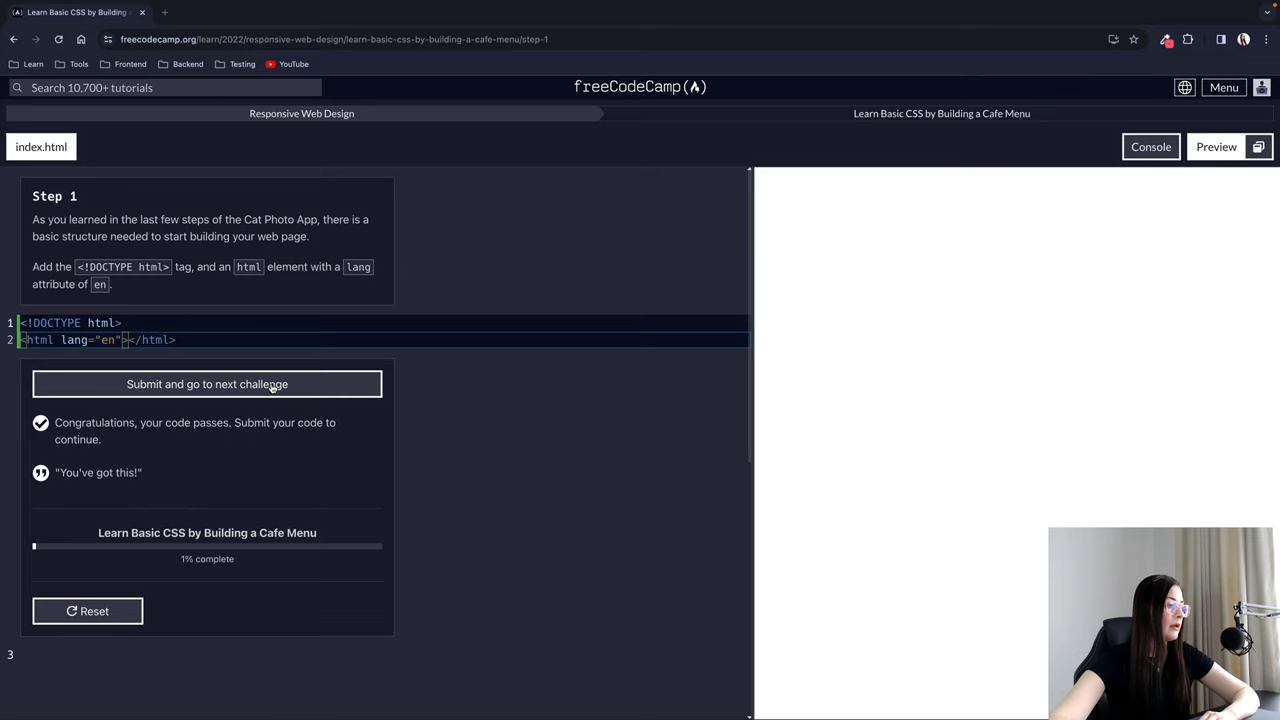 Learn Basic CSS by Building
freecodecamp.org/learn/2022/responsive-web-design/learn-basic-css-by-building-a-cafe-menu/step-1
Learn Tools Frontend Backend Testing YouTube
Search 10,700+ tutorials freeCodeCamp(🔥) Menu
Responsive Web Design Learn Basic CSS by Building a Cafe Menu
index.html Console Preview
Step 1
As you learned in the last few steps of the Cat Photo App, there is a
basic structure needed to start building your web page.
Add the <!DOCTYPE html> tag, and an html element with a lang
attribute of en.
1 <!DOCTYPE html>
2 <html lang="en"></html>
Submit and go to next challenge
Congratulations, your code passes. Submit your code to
continue.
"You've got this!"
Learn Basic CSS by Building a Cafe Menu
1% complete
Reset
3